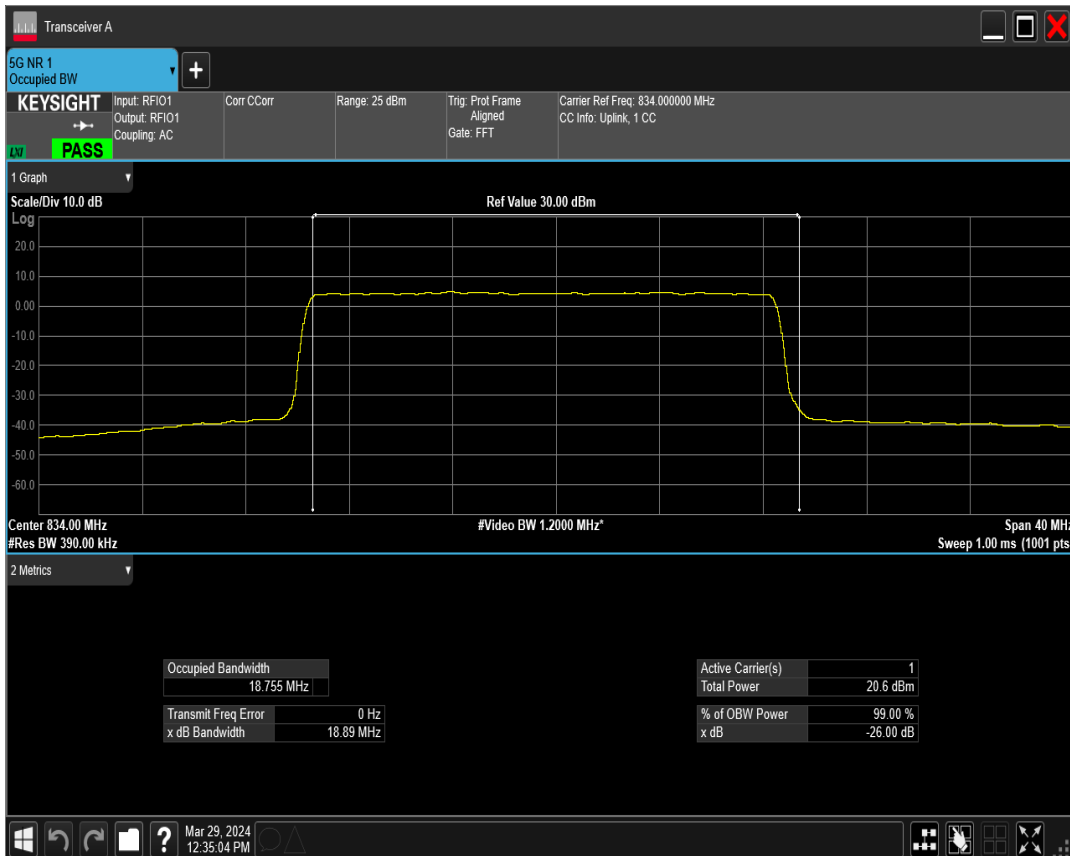 Transceiver A
5G NR 1
Occupied BW
KEYSIGHT
LXI
PASS
Input: RFIO1
Output: RFIO1
Coupling: AC
Corr CCorr
Range: 25 dBm
Trig: Prot Frame
Aligned
Gate: FFT
Carrier Ref Freq: 834.000000 MHz
CC Info: Uplink, 1 CC
1 Graph
Scale/Div 10.0 dB
Ref Value 30.00 dBm
Log
20.0
10.0
0.00
-10.0
-20.0
-30.0
-40.0
-50.0
-60.0
Center 834.00 MHz
#Video BW 1.2000 MHz*
Span 40 MHz
#Res BW 390.00 kHz
Sweep 1.00 ms (1001 pts
2 Metrics
Occupied Bandwidth
18.755 MHz
Transmit Freq Error 0 Hz
x dB Bandwidth 18.89 MHz
Active Carrier(s) 1
Total Power 20.6 dBm
% of OBW Power 99.00 %
x dB -26.00 dB
?
Mar 29, 2024
12:35:04 PM